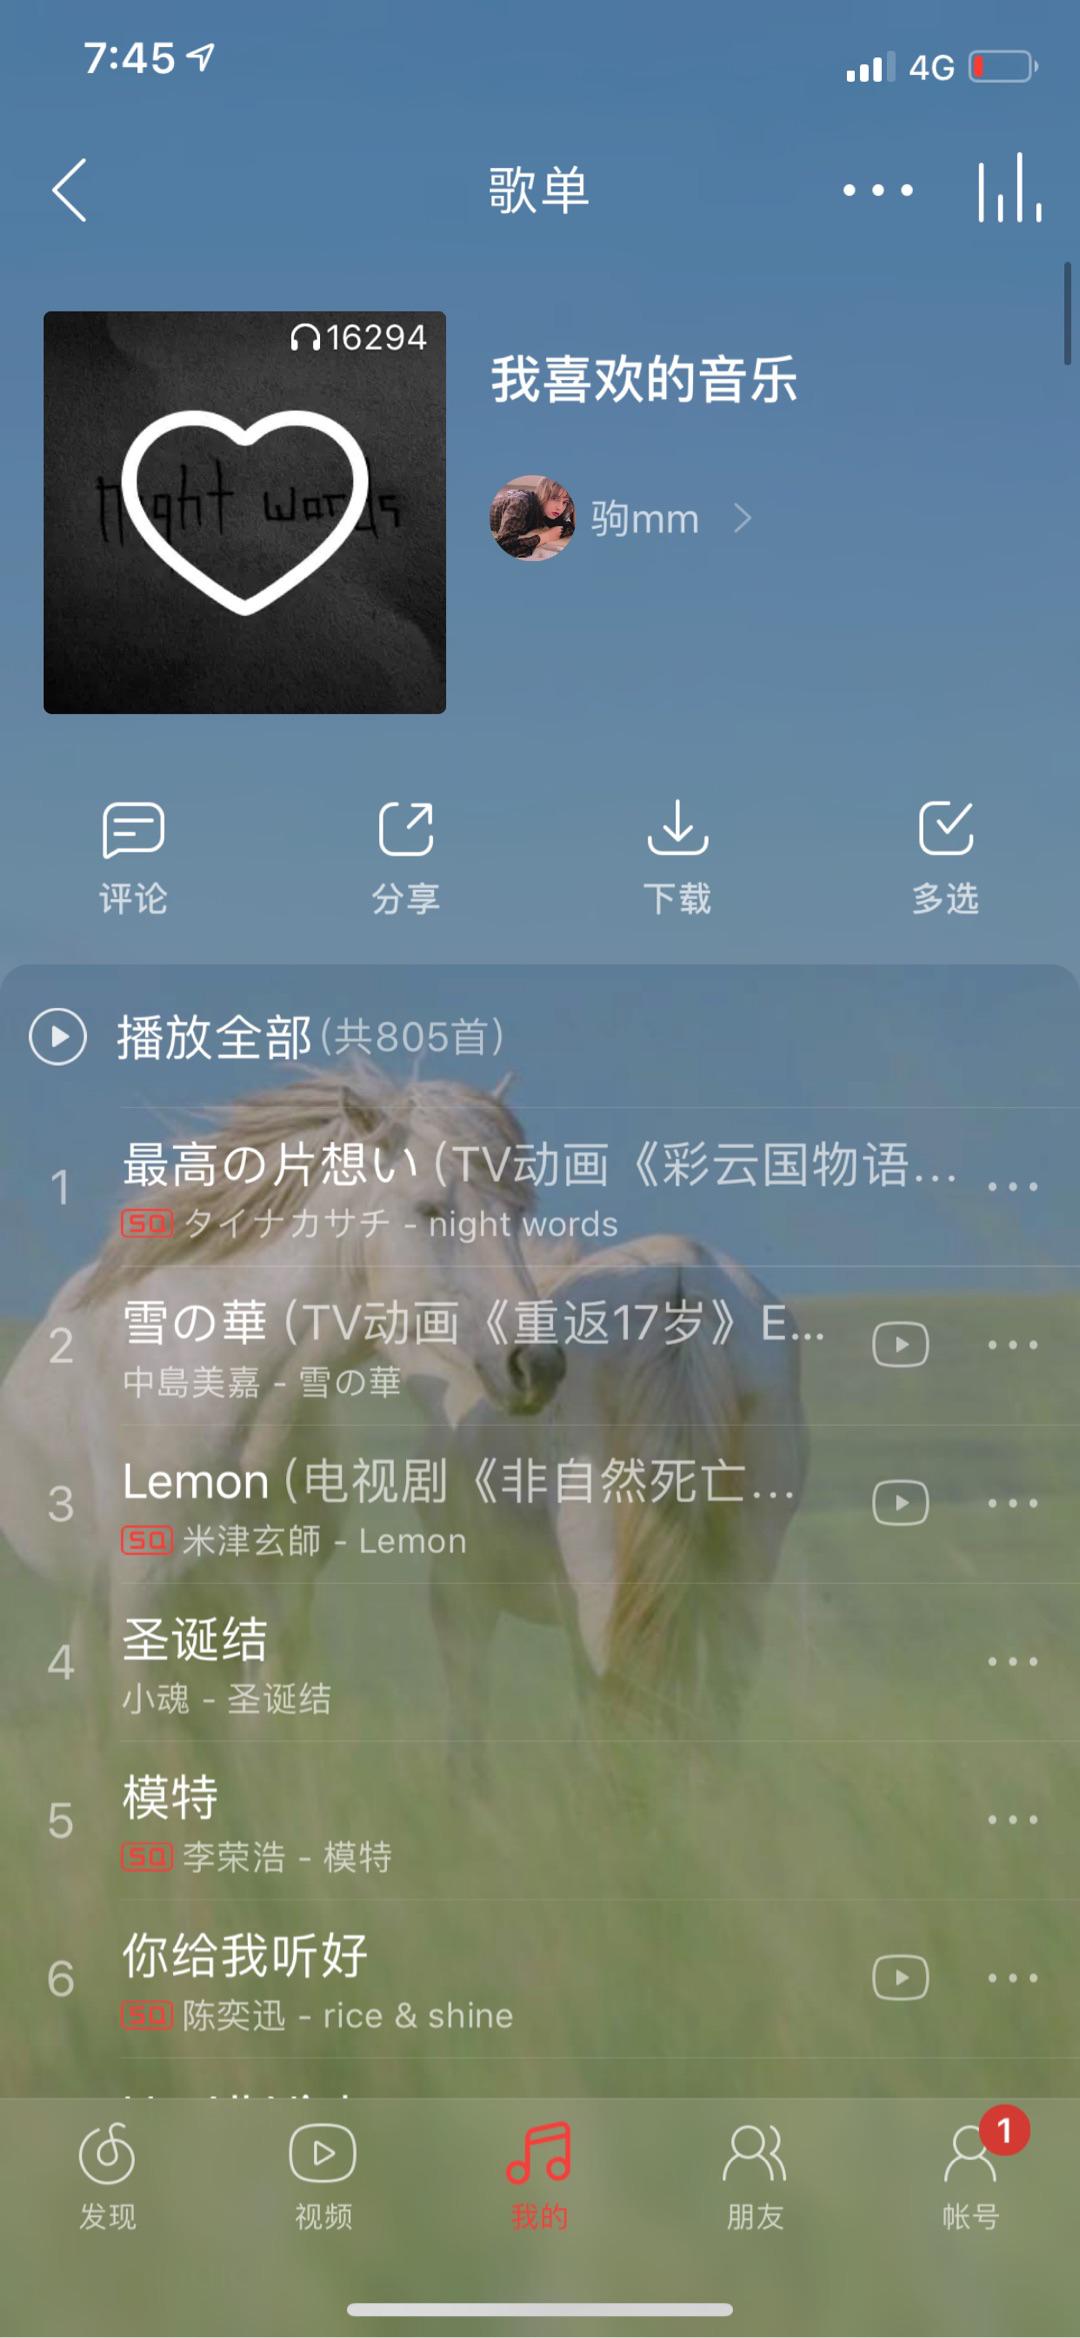 7:45
4G
歌单
16294
night words
我喜欢的音乐
驹mm
评论
分享
下载
多选
播放全部(共805首)
1
最高の片想い (TV动画《彩云国物语...
SQ タイナカサチ - night words
2
雪の華 (TV动画《重返17岁》E...
中島美嘉 - 雪の華
3
Lemon (电视剧《非自然死亡...
SQ 米津玄師 - Lemon
4
圣诞结
小魂 - 圣诞结
5
模特
SQ 李荣浩 - 模特
6
你给我听好
SQ 陈奕迅 - rice & shine
发现
视频
我的
朋友
1
帐号